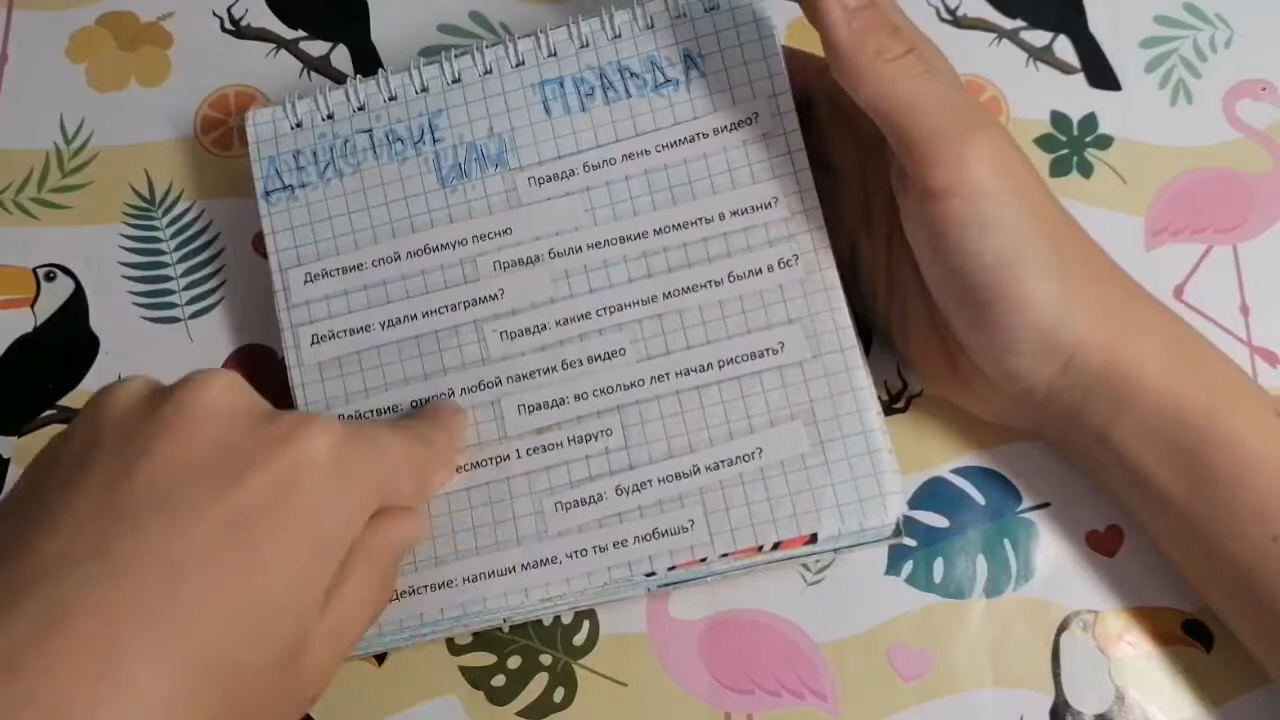 ДЕЙСТВИЕ
ИЛИ
ПРАВДА
Правда: было лень снимать видео?
Действие: спой любимую песню
Правда: были неловкие моменты в жизни?
Действие: удали инстаграмм?
Правда: какие странные моменты были в бс?
Действие: открой любой пакетик без видео
Правда: во сколько лет начал рисовать?
есмотри 1 сезон Наруто
Правда: будет новый каталог?
Действие: напиши маме, что ты ее любишь?